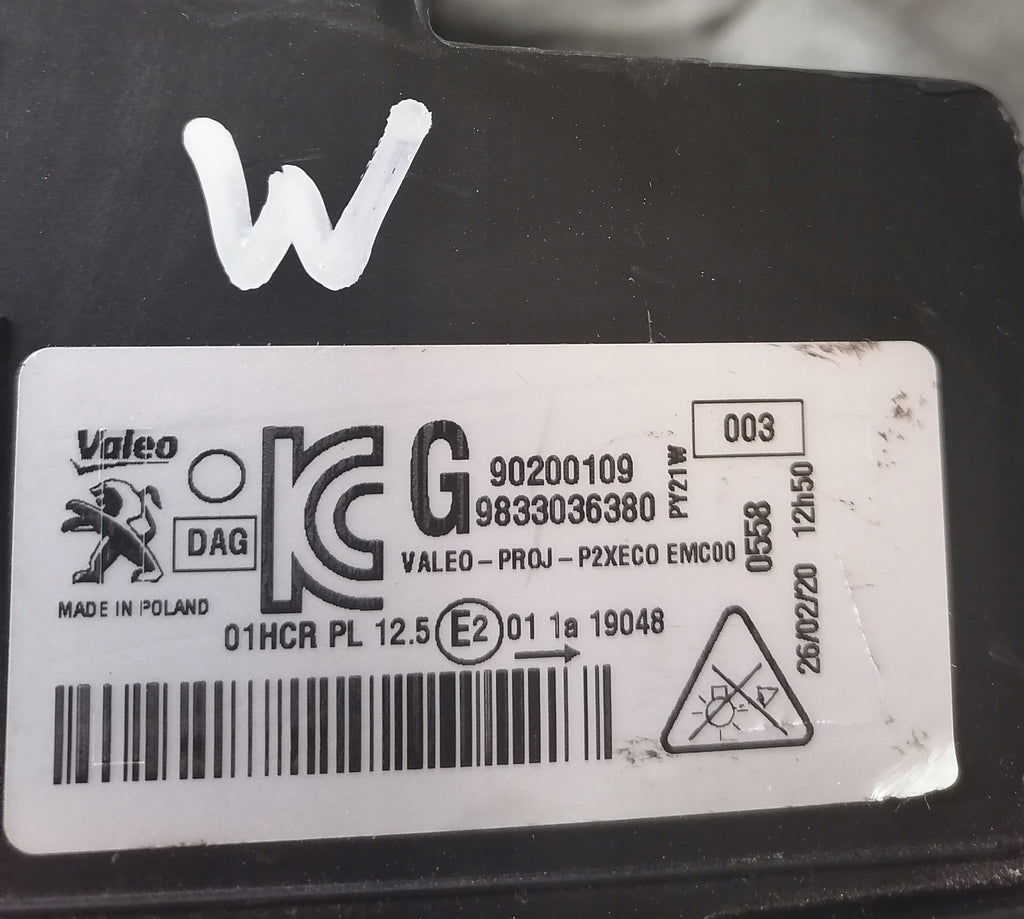 W
Valeo
DAG
MADE IN POLAND
KC
G
90200109
9833036380
PY21W
003
VALEO-PROJ-P2XECO EMC00
0558
26/02/20 12h50
01HCR PL 12.5 E2 01 1a 19048